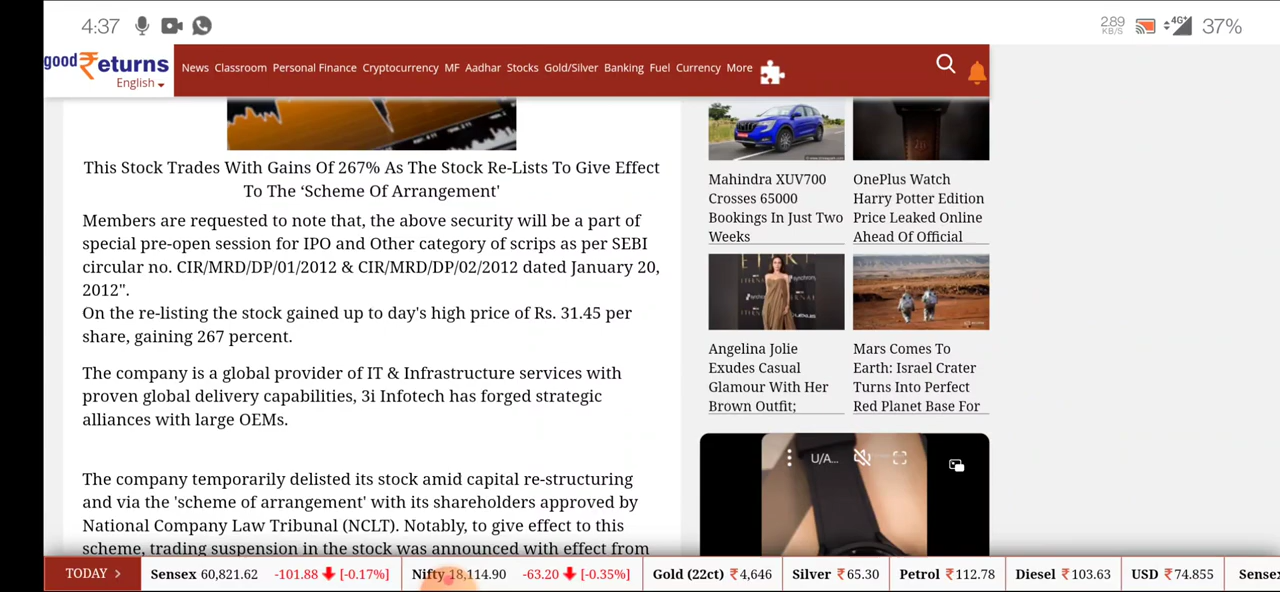 4:37
2.89 KB/S 4G+ 37%
good ₹eturns
English
News Classroom Personal Finance Cryptocurrency MF Aadhar Stocks Gold/Silver Banking Fuel Currency More
This Stock Trades With Gains Of 267% As The Stock Re-Lists To Give Effect
To The ‘Scheme Of Arrangement'
Members are requested to note that, the above security will be a part of
special pre-open session for IPO and Other category of scrips as per SEBI
circular no. CIR/MRD/DP/01/2012 & CIR/MRD/DP/02/2012 dated January 20,
2012".
On the re-listing the stock gained up to day's high price of Rs. 31.45 per
share, gaining 267 percent.
The company is a global provider of IT & Infrastructure services with
proven global delivery capabilities, 3i Infotech has forged strategic
alliances with large OEMs.
The company temporarily delisted its stock amid capital re-structuring
and via the 'scheme of arrangement' with its shareholders approved by
National Company Law Tribunal (NCLT). Notably, to give effect to this
scheme, trading suspension in the stock was announced with effect from
Mahindra XUV700
Crosses 65000
Bookings In Just Two
Weeks
OnePlus Watch
Harry Potter Edition
Price Leaked Online
Ahead Of Official
Angelina Jolie
Exudes Casual
Glamour With Her
Brown Outfit;
Mars Comes To
Earth: Israel Crater
Turns Into Perfect
Red Planet Base For
U/A...
TODAY Sensex 60,821.62 -101.88 [-0.17%] Nifty 18,114.90 -63.20 [-0.35%] Gold (22ct) ₹4,646 Silver ₹65.30 Petrol ₹112.78 Diesel ₹103.63 USD ₹74.855 Sensex